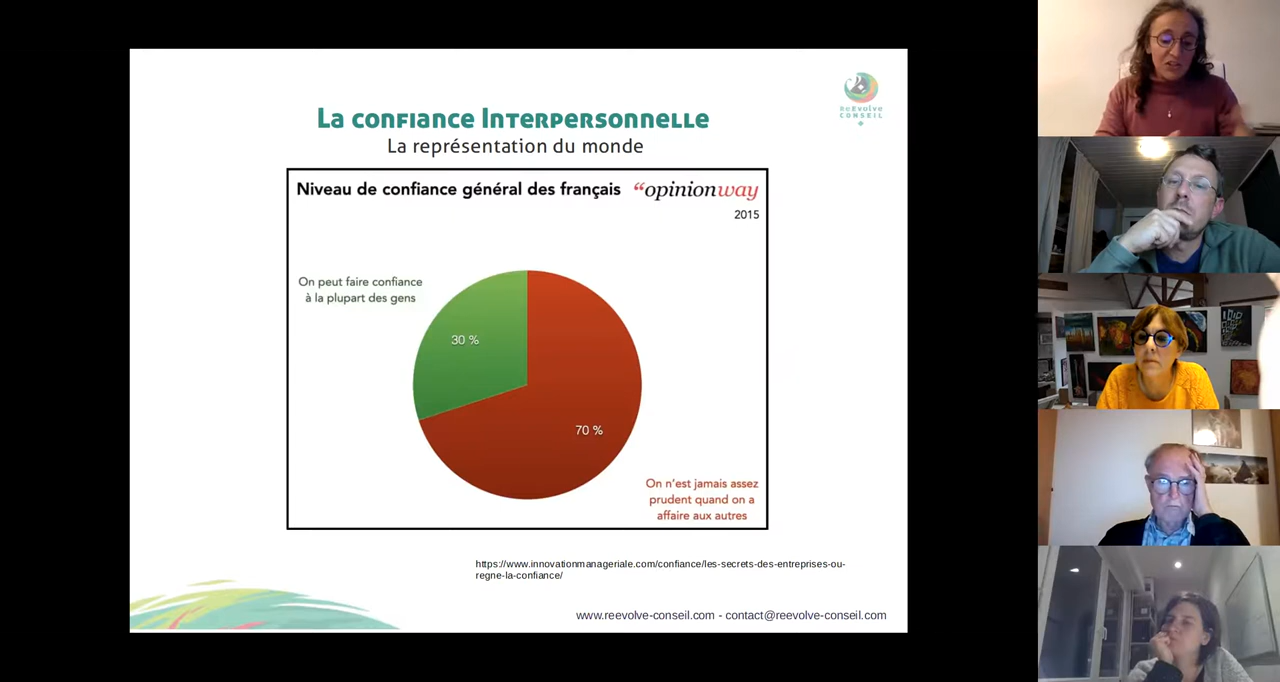 ReEvolve
CONSEIL
La confiance Interpersonnelle
La représentation du monde
Niveau de confiance général des français “opinionway
2015
On peut faire confiance
à la plupart des gens
30 %
70 %
On n’est jamais assez
prudent quand on a
affaire aux autres
https://www.innovationmanageriale.com/confiance/les-secrets-des-entreprises-ou-
regne-la-confiance/
www.reevolve-conseil.com - contact@reevolve-conseil.com